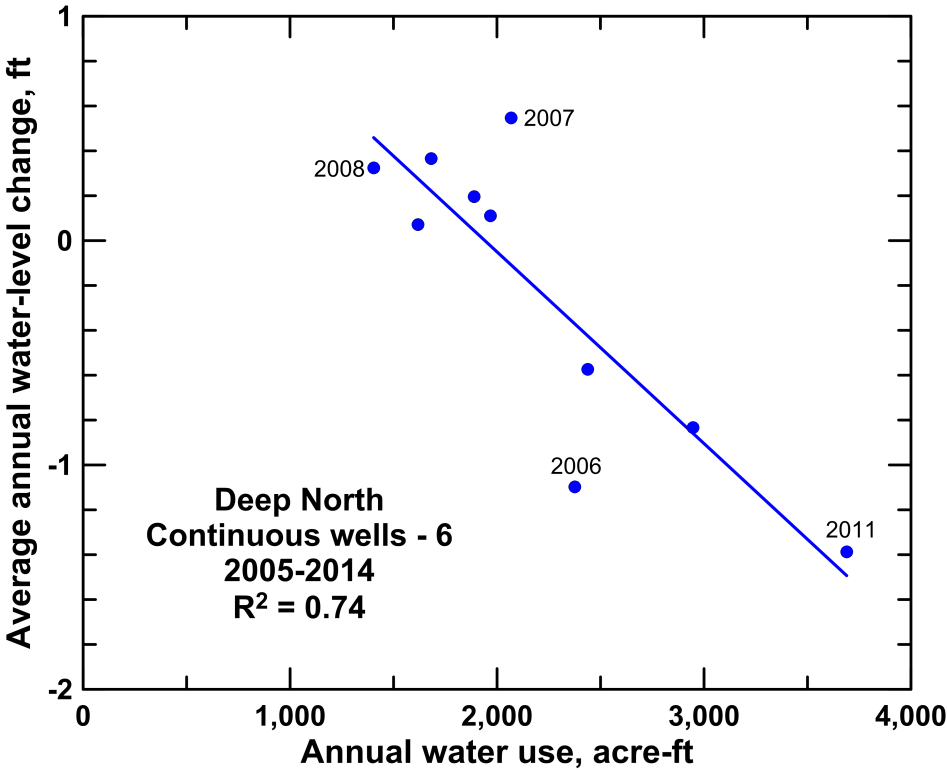 1
0
-1
-2
Average annual water-level change, ft
2007
2008
2006
2011
Deep North
Continuous wells - 6
2005-2014
R² = 0.74
0 1,000 2,000 3,000 4,000
Annual water use, acre-ft